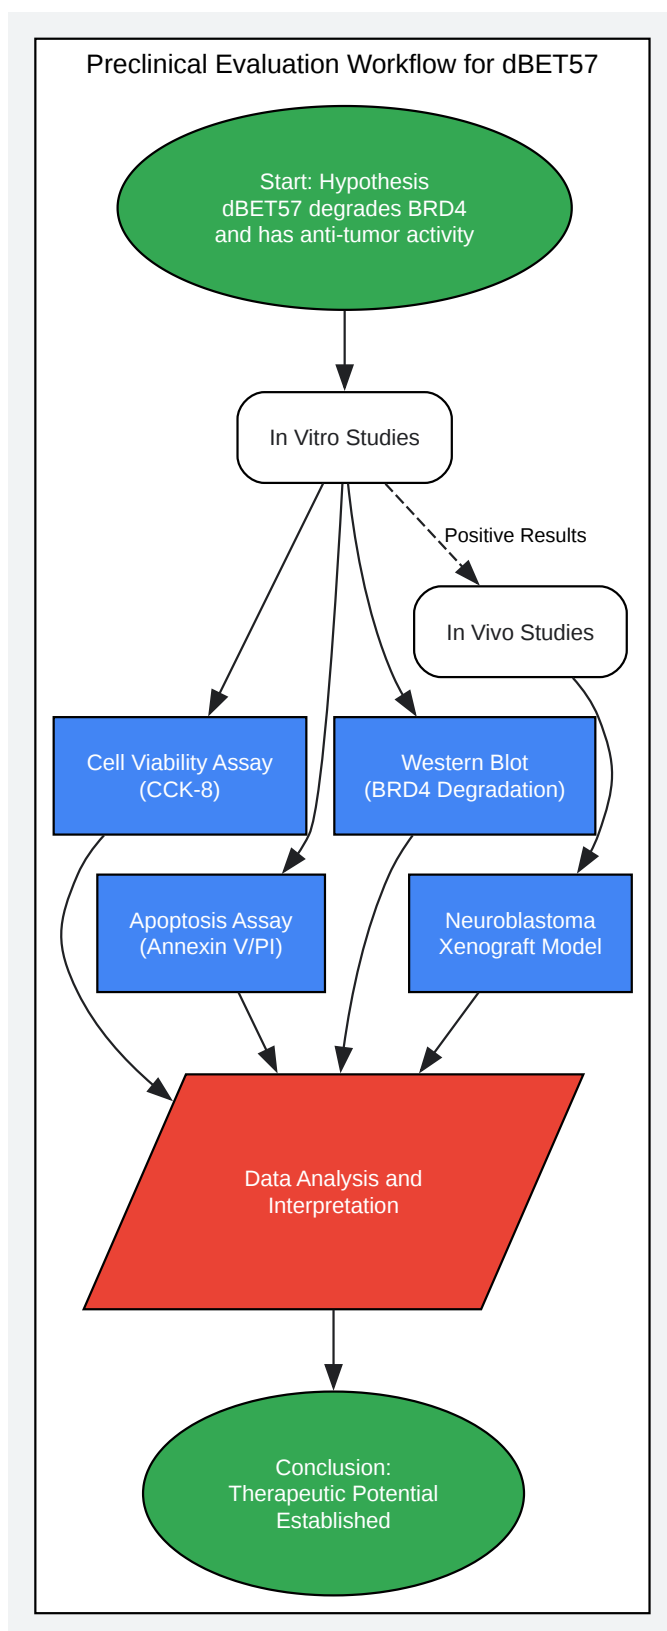 Preclinical Evaluation Workflow for dBET57
Start: Hypothesis
dBET57 degrades BRD4
and has anti-tumor activity
In Vitro Studies
Positive Results
In Vivo Studies
Cell Viability Assay
(CCK-8)
Western Blot
(BRD4 Degradation)
Apoptosis Assay
(Annexin V/PI)
Neuroblastoma
Xenograft Model
Data Analysis and
Interpretation
Conclusion:
Therapeutic Potential
Established